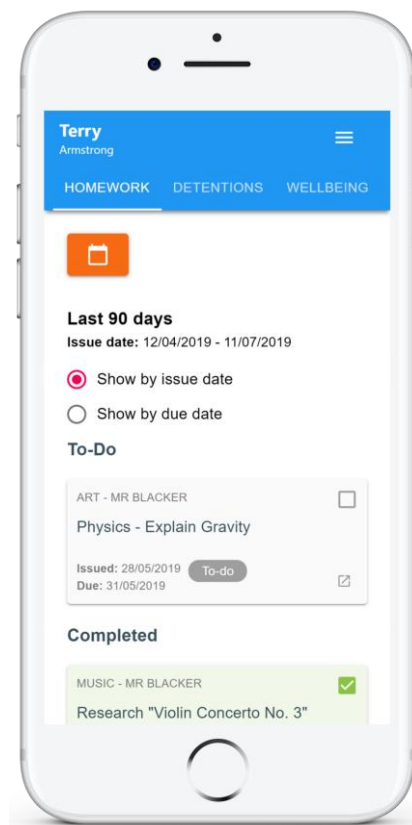 Terry
Armstrong
HOMEWORK DETENTIONS WELLBEING
Last 90 days
Issue date: 12/04/2019 - 11/07/2019
Show by issue date
Show by due date
To-Do
ART - MR BLACKER
Physics - Explain Gravity
Issued: 28/05/2019 To-do
Due: 31/05/2019
Completed
MUSIC - MR BLACKER
Research "Violin Concerto No. 3"